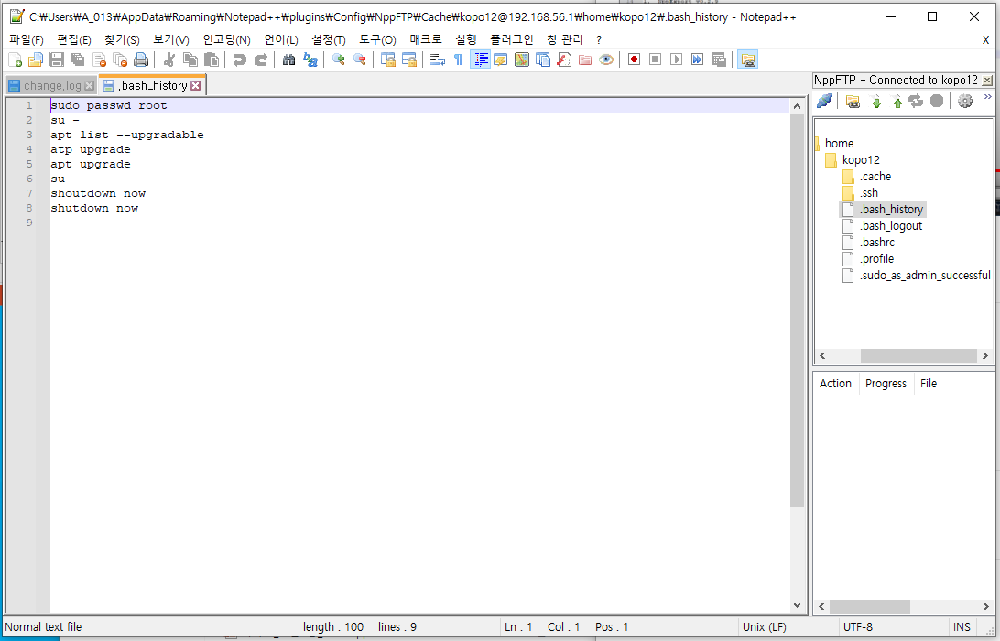 C:₩Users₩A_013₩AppData₩Roaming₩Notepad++₩plugins₩Config₩NppFTP₩Cache₩kopo12@192.168.56.1₩home₩kopo12₩.bash_history - Notepad++
파일(F) 편집(E) 찾기(S) 보기(V) 인코딩(N) 언어(L) 설정(T) 도구(O) 매크로 실행 플러그인 창 관리 ? X
change.log .bash_history
1 sudo passwd root
2 su -
3 apt list --upgradable
4 atp upgrade
5 apt upgrade
6 su -
7 shoutdown now
8 shutdown now
9
NppFTP - Connected to kopo12
home
kopo12
.cache
.ssh
.bash_history
.bash_logout
.bashrc
.profile
.sudo_as_admin_successful
Action Progress File
Normal text file length : 100 lines : 9 Ln : 1 Col : 1 Pos : 1 Unix (LF) UTF-8 INS